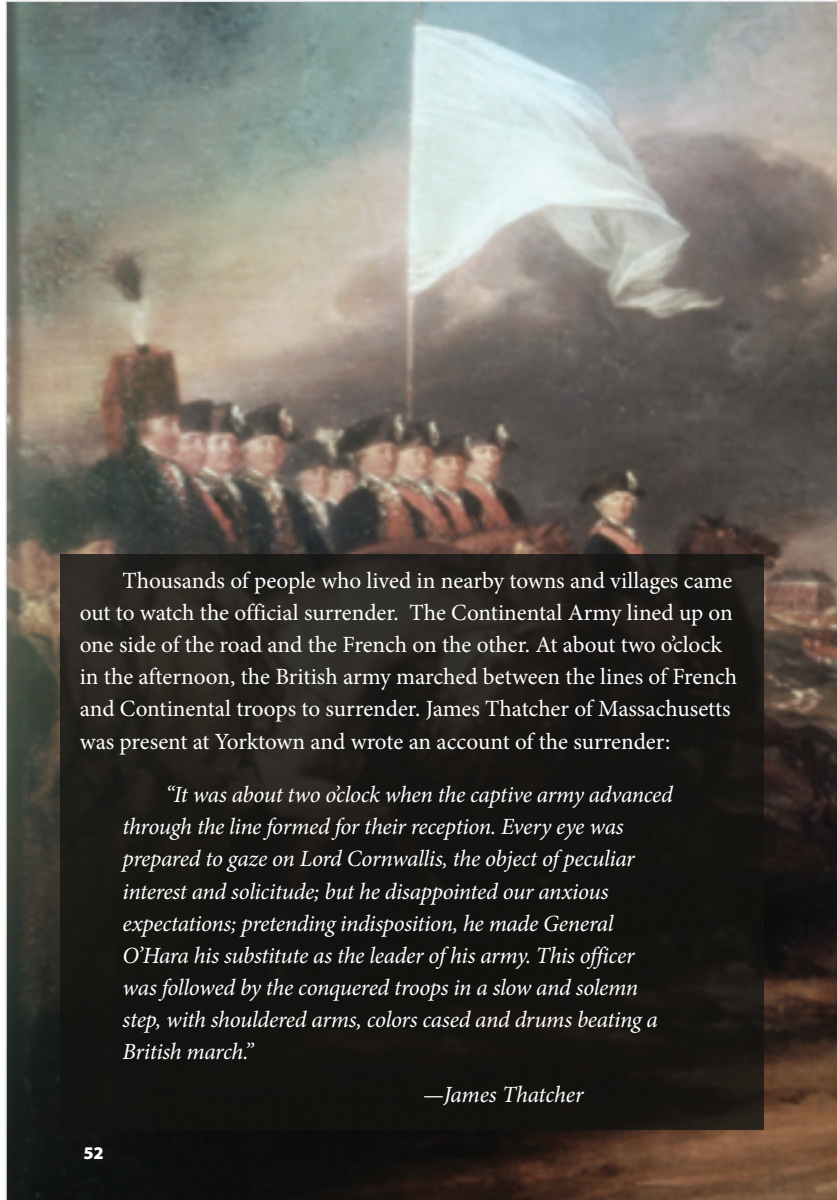 Thousands of people who lived in nearby towns and villages came
out to watch the official surrender.  The Continental Army lined up on
one side of the road and the French on the other. At about two o’clock
in the afternoon, the British army marched between the lines of French
and Continental troops to surrender. James Thatcher of Massachusetts
was present at Yorktown and wrote an account of the surrender:
“It was about two o’clock when the captive army advanced
through the line formed for their reception. Every eye was
prepared to gaze on Lord Cornwallis, the object of peculiar
interest and solicitude; but he disappointed our anxious
expectations; pretending indisposition, he made General
O’Hara his substitute as the leader of his army. This officer
was followed by the conquered troops in a slow and solemn
step, with shouldered arms, colors cased and drums beating a
British march.”
—James Thatcher
52